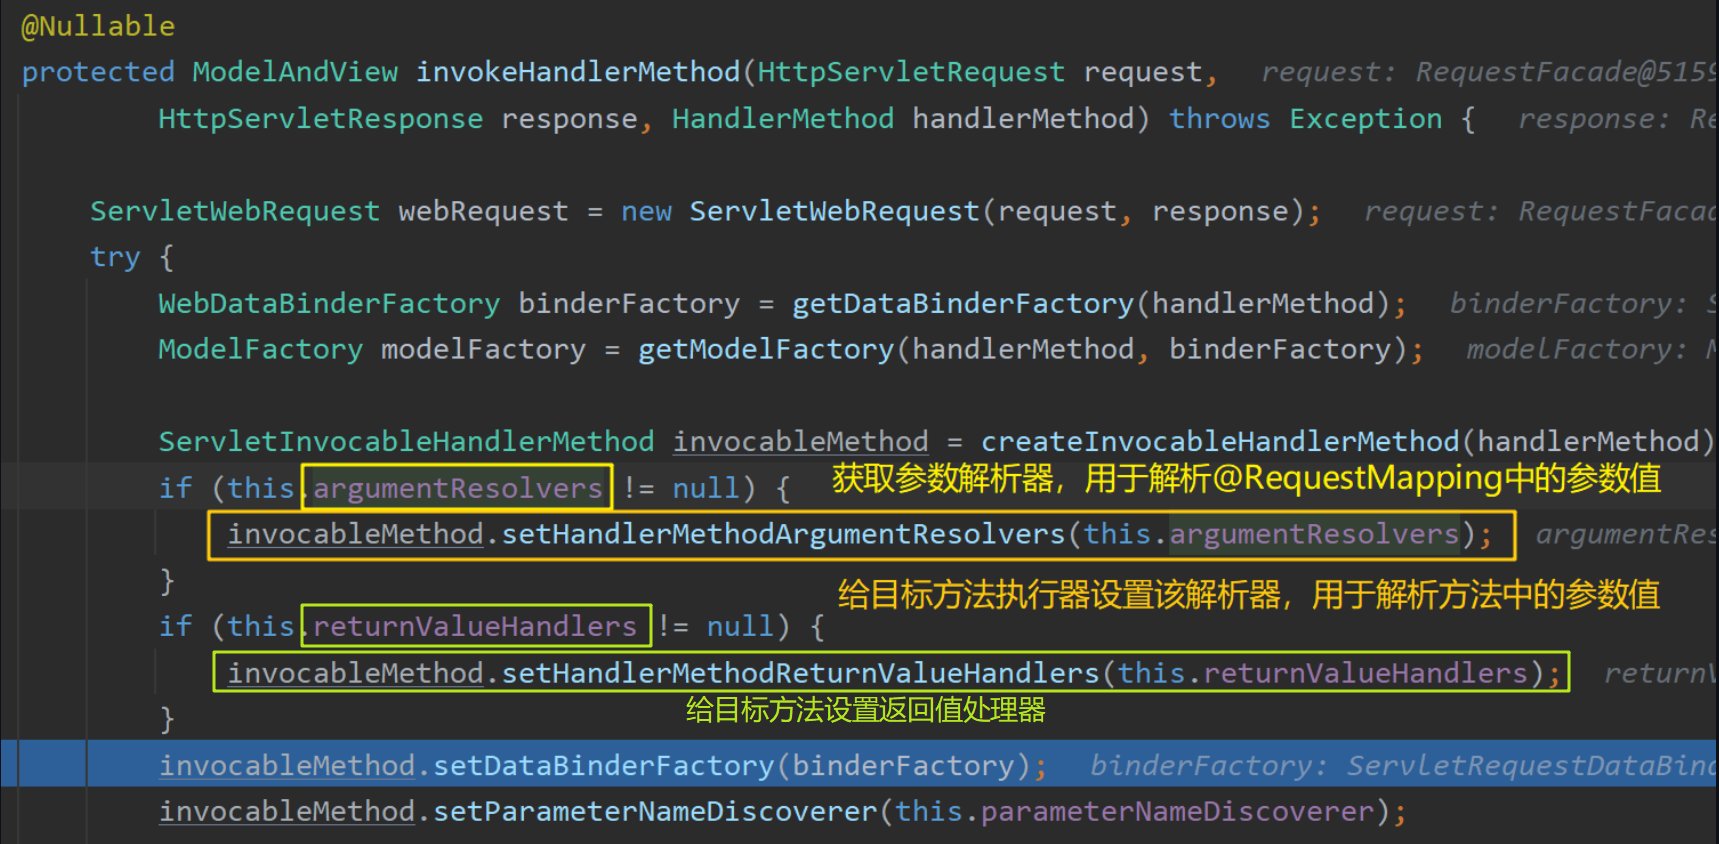 @Nullable
protected ModelAndView invokeHandlerMethod(HttpServletRequest request,   request: RequestFacade@5159
HttpServletResponse response, HandlerMethod handlerMethod) throws Exception {   response: Re
ServletWebRequest webRequest = new ServletWebRequest(request, response);   request: RequestFacad
try {
WebDataBinderFactory binderFactory = getDataBinderFactory(handlerMethod);   binderFactory: S
ModelFactory modelFactory = getModelFactory(handlerMethod, binderFactory);   modelFactory: M
ServletInvocableHandlerMethod invocableMethod = createInvocableHandlerMethod(handlerMethod)
if (this.argumentResolvers != null) {   获取参数解析器，用于解析@RequestMapping中的参数值
invocableMethod.setHandlerMethodArgumentResolvers(this.argumentResolvers);   argumentRes
}   给目标方法执行器设置该解析器，用于解析方法中的参数值
if (this.returnValueHandlers != null) {
invocableMethod.setHandlerMethodReturnValueHandlers(this.returnValueHandlers);   returnV
}   给目标方法设置返回值处理器
invocableMethod.setDataBinderFactory(binderFactory);   binderFactory: ServletRequestDataBind
invocableMethod.setParameterNameDiscoverer(this.parameterNameDiscoverer);